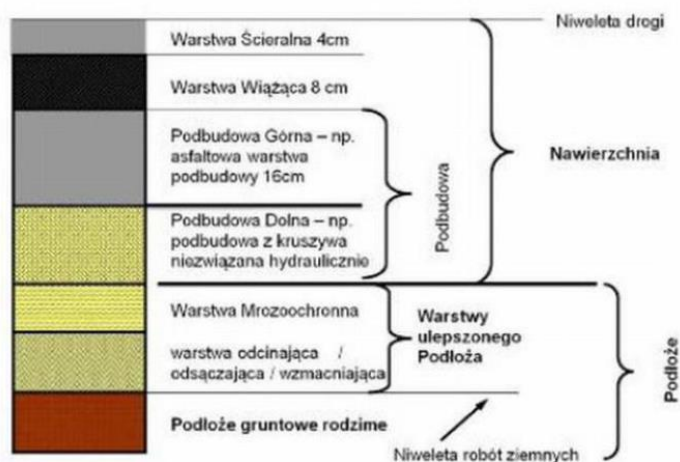 Niweleta drogi
Warstwa Ścieralna 4cm
Warstwa Wiążąca 8 cm
Podbudowa Górna – np.
asfaltowa warstwa
podbudowy 16cm
Podbudowa
Nawierzchnia
Podbudowa Dolna – np.
podbudowa z kruszywa
niezwiązana hydraulicznie
Warstwa Mrozoochronna
Warstwy
ulepszonego
Podłoża
warstwa odcinająca /
odsączająca / wzmacniająca
Podłoże
Podłoże gruntowe rodzime
Niweleta robót ziemnych